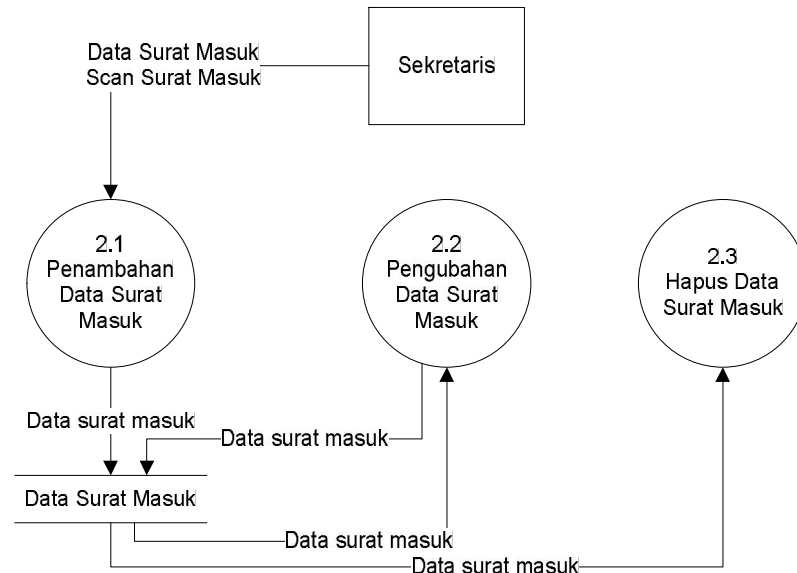 Data Surat Masuk
Scan Surat Masuk
Sekretaris
2.1
Penambahan
Data Surat
Masuk
2.2
Pengubahan
Data Surat
Masuk
2.3
Hapus Data
Surat Masuk
Data surat masuk
Data surat masuk
Data Surat Masuk
Data surat masuk
Data surat masuk